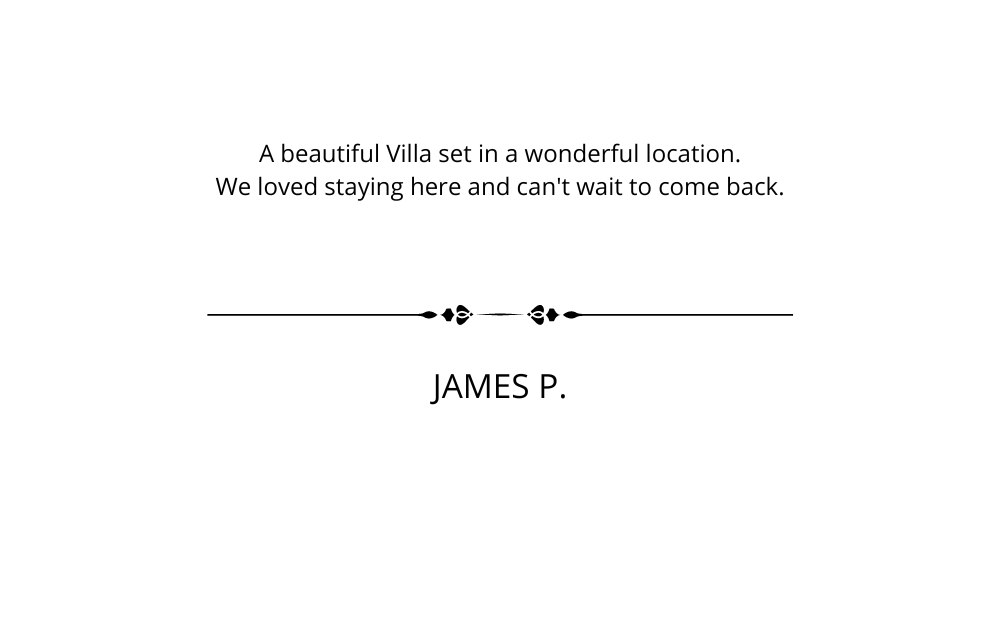 A beautiful Villa set in a wonderful location.
We loved staying here and can't wait to come back.
JAMES P.